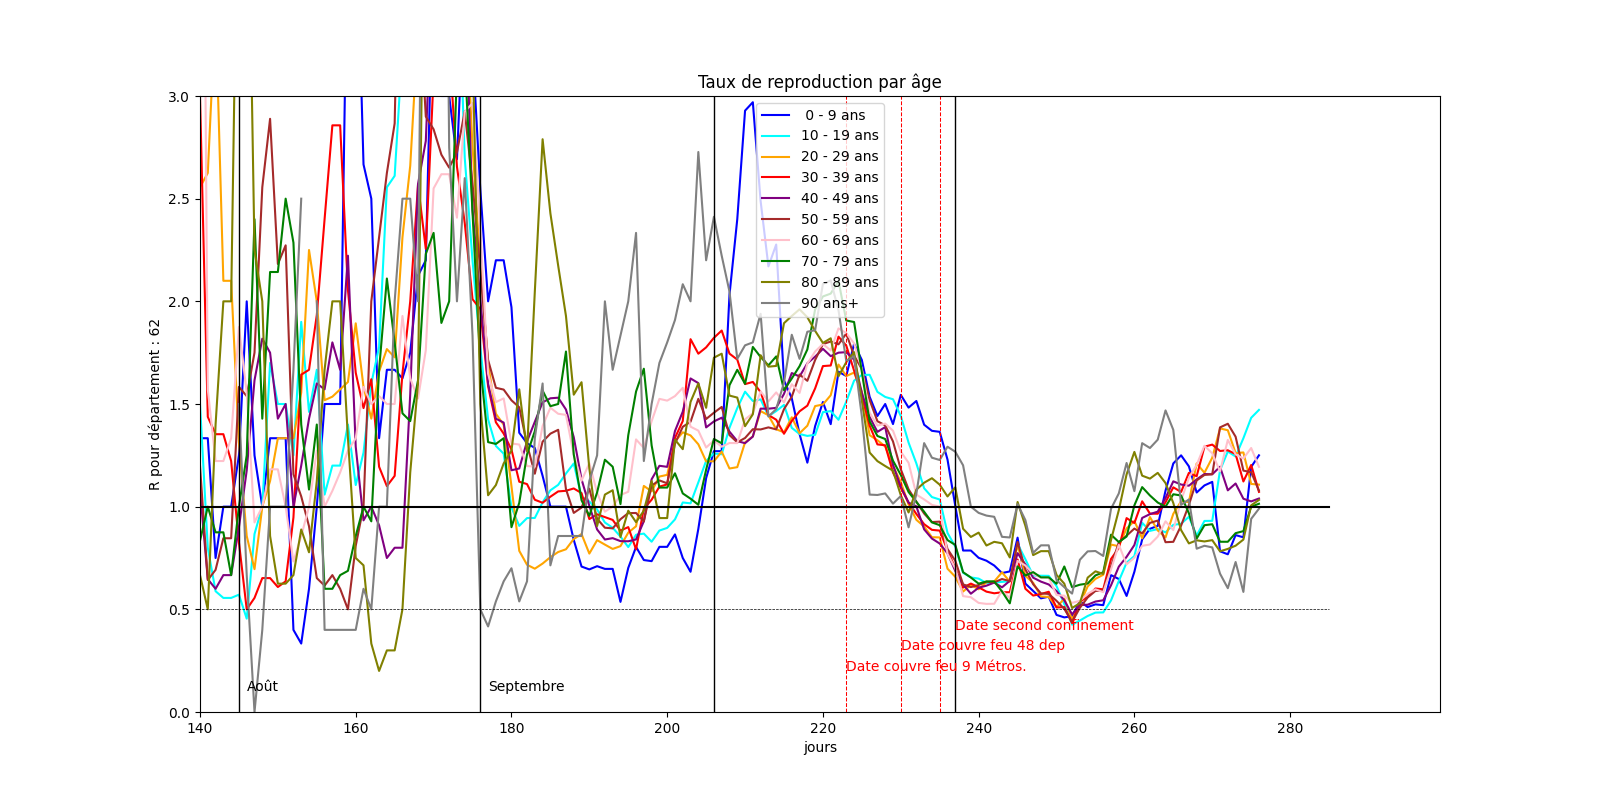 Taux de reproduction par âge
R pour département : 62
3.0
2.5
2.0
1.5
1.0
0.5
0.0
0 - 9 ans
10 - 19 ans
20 - 29 ans
30 - 39 ans
40 - 49 ans
50 - 59 ans
60 - 69 ans
70 - 79 ans
80 - 89 ans
90 ans+
Date second confinement
Date couvre feu 48 dep
Date couvre feu 9 Métros.
Août
Septembre
140
160
180
200
220
240
260
280
jours